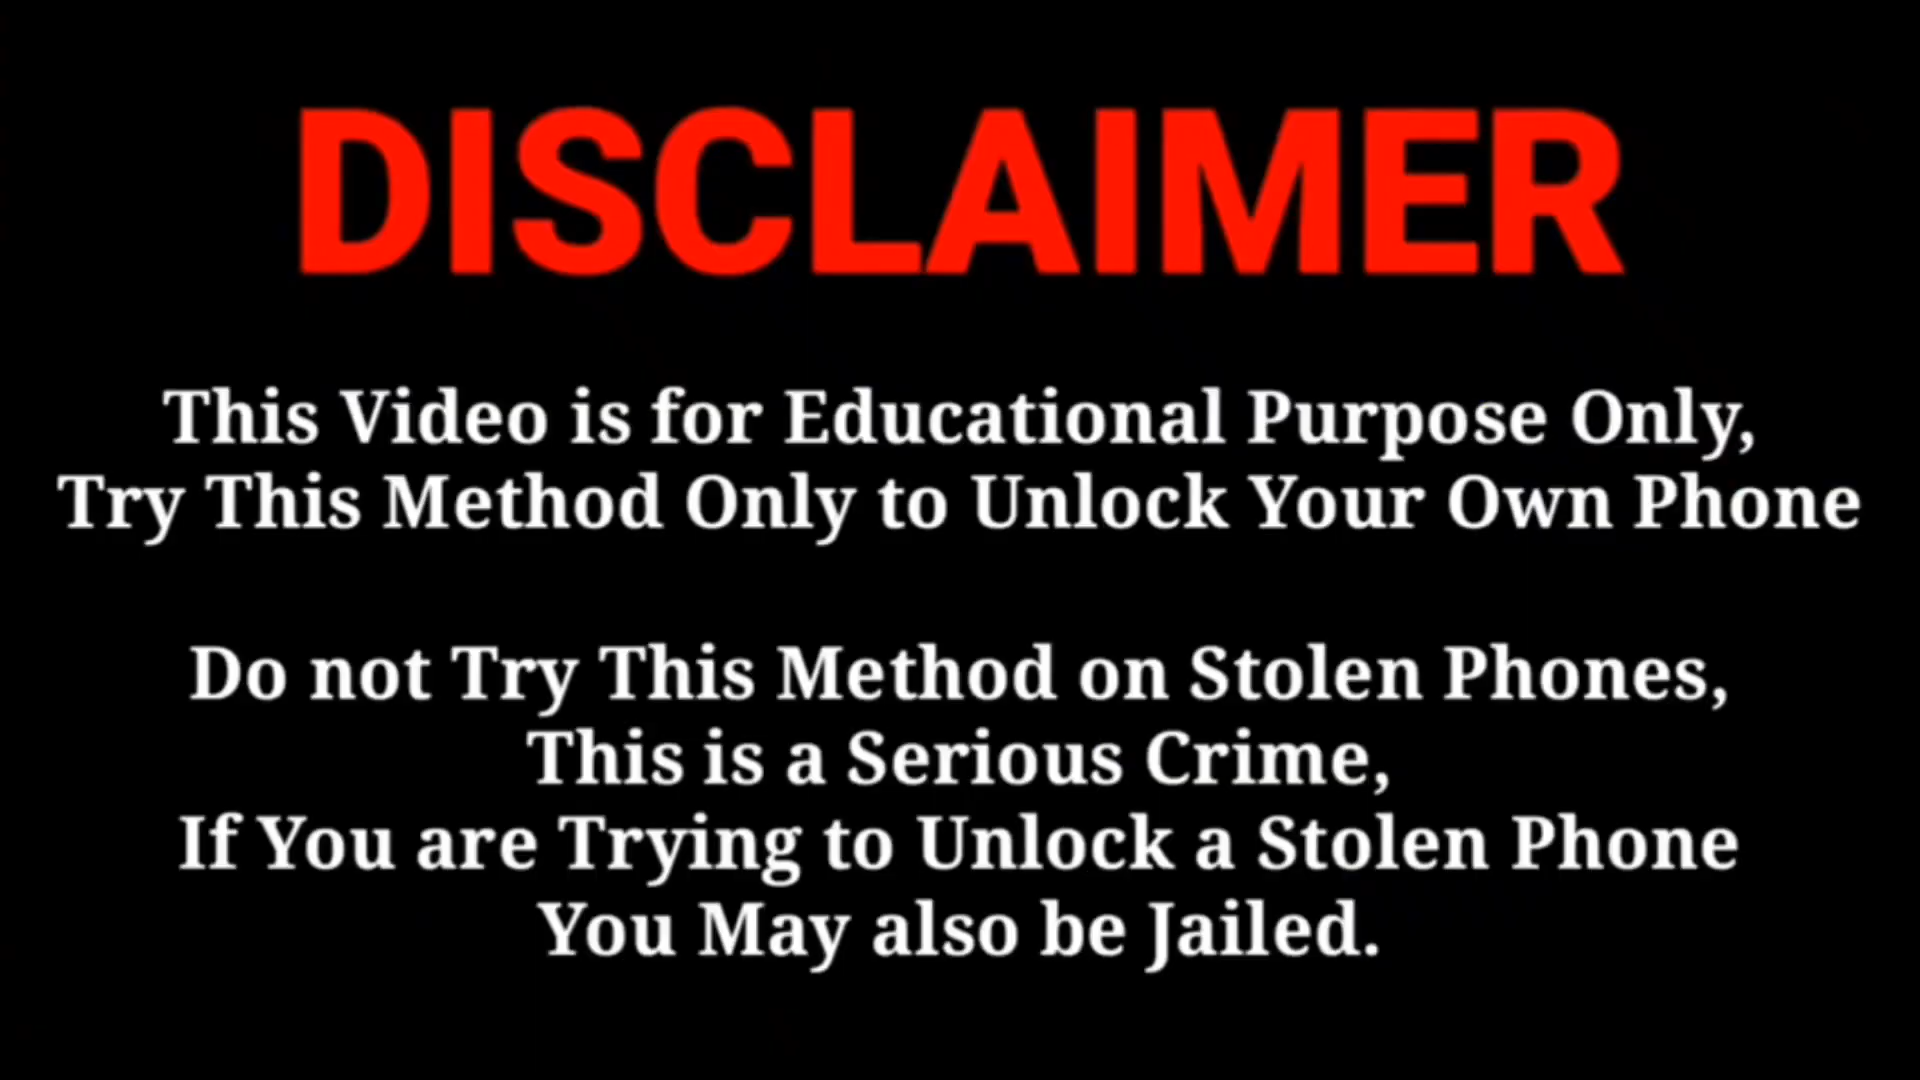 DISCLAIMER
This Video is for Educational Purpose Only,
Try This Method Only to Unlock Your Own Phone
Do not Try This Method on Stolen Phones,
This is a Serious Crime,
If You are Trying to Unlock a Stolen Phone
You May also be Jailed.